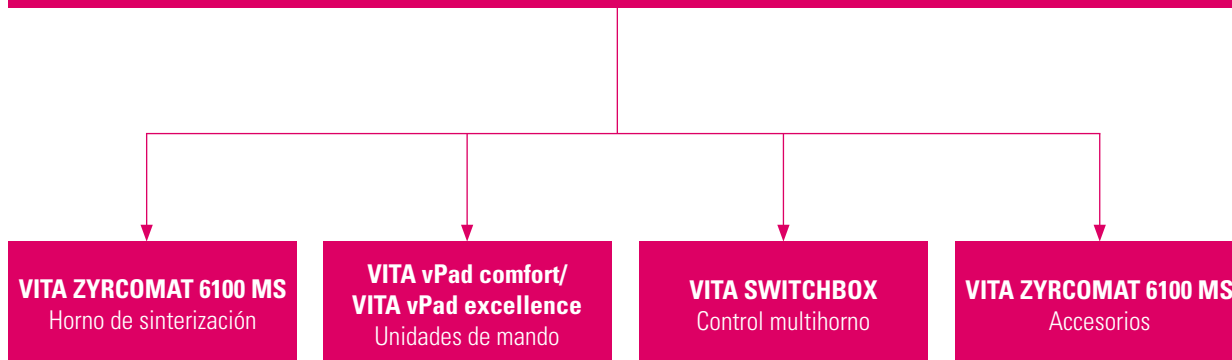 VITA ZYRCOMAT 6100 MS
Horno de sinterización
VITA vPad comfort/
VITA vPad excellence
Unidades de mando
VITA SWITCHBOX
Control multihorno
VITA ZYRCOMAT 6100 MS
Accesorios